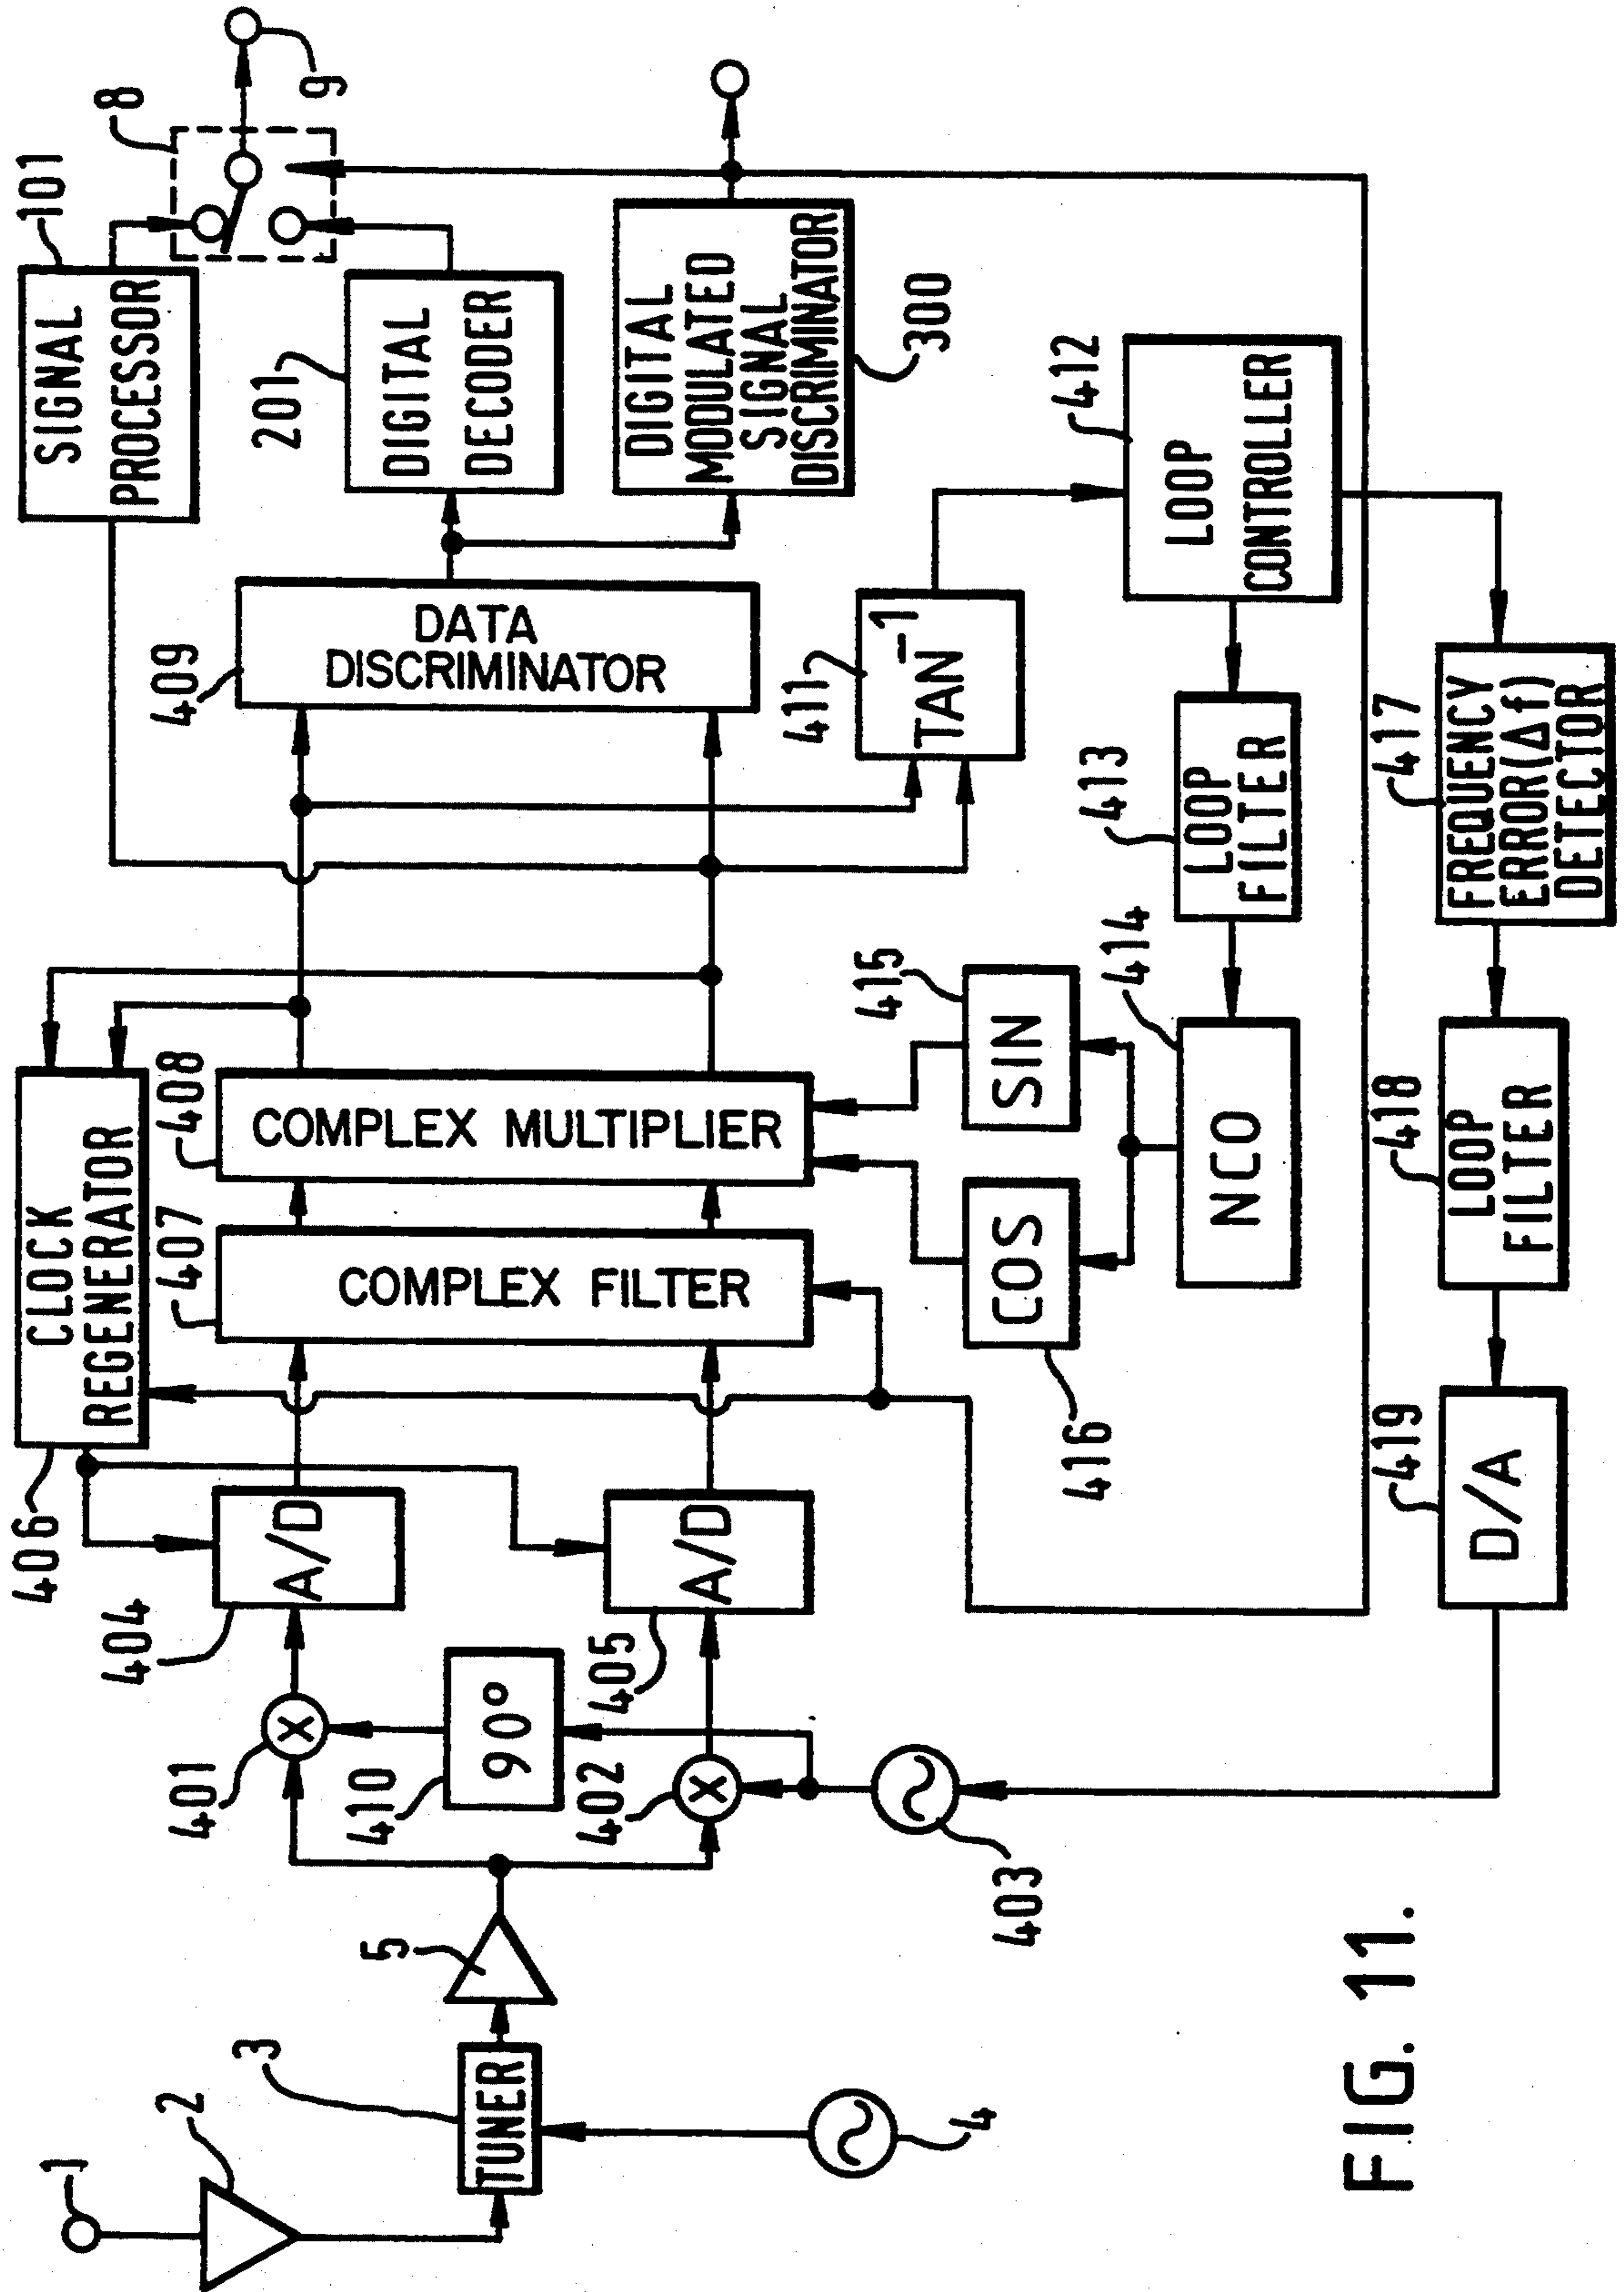 1
2
3
TUNER
4
5
401
410
90°
402
403
404
A/D
405
A/D
406
CLOCK
REGENERATOR
407
COMPLEX FILTER
408
COMPLEX MULTIPLIER
416
COS
415
SIN
414
NCO
413
LOOP
FILTER
412
LOOP
CONTROLLER
411
TAN⁻¹
409
DATA
DISCRIMINATOR
101
SIGNAL
PROCESSOR
201
DIGITAL
DECODER
DIGITAL
MODULATED
SIGNAL
DISCRIMINATOR
300
8
9
417
FREQUENCY
ERROR(Δf)
DETECTOR
418
LOOP
FILTER
419
D/A
FIG. 11.